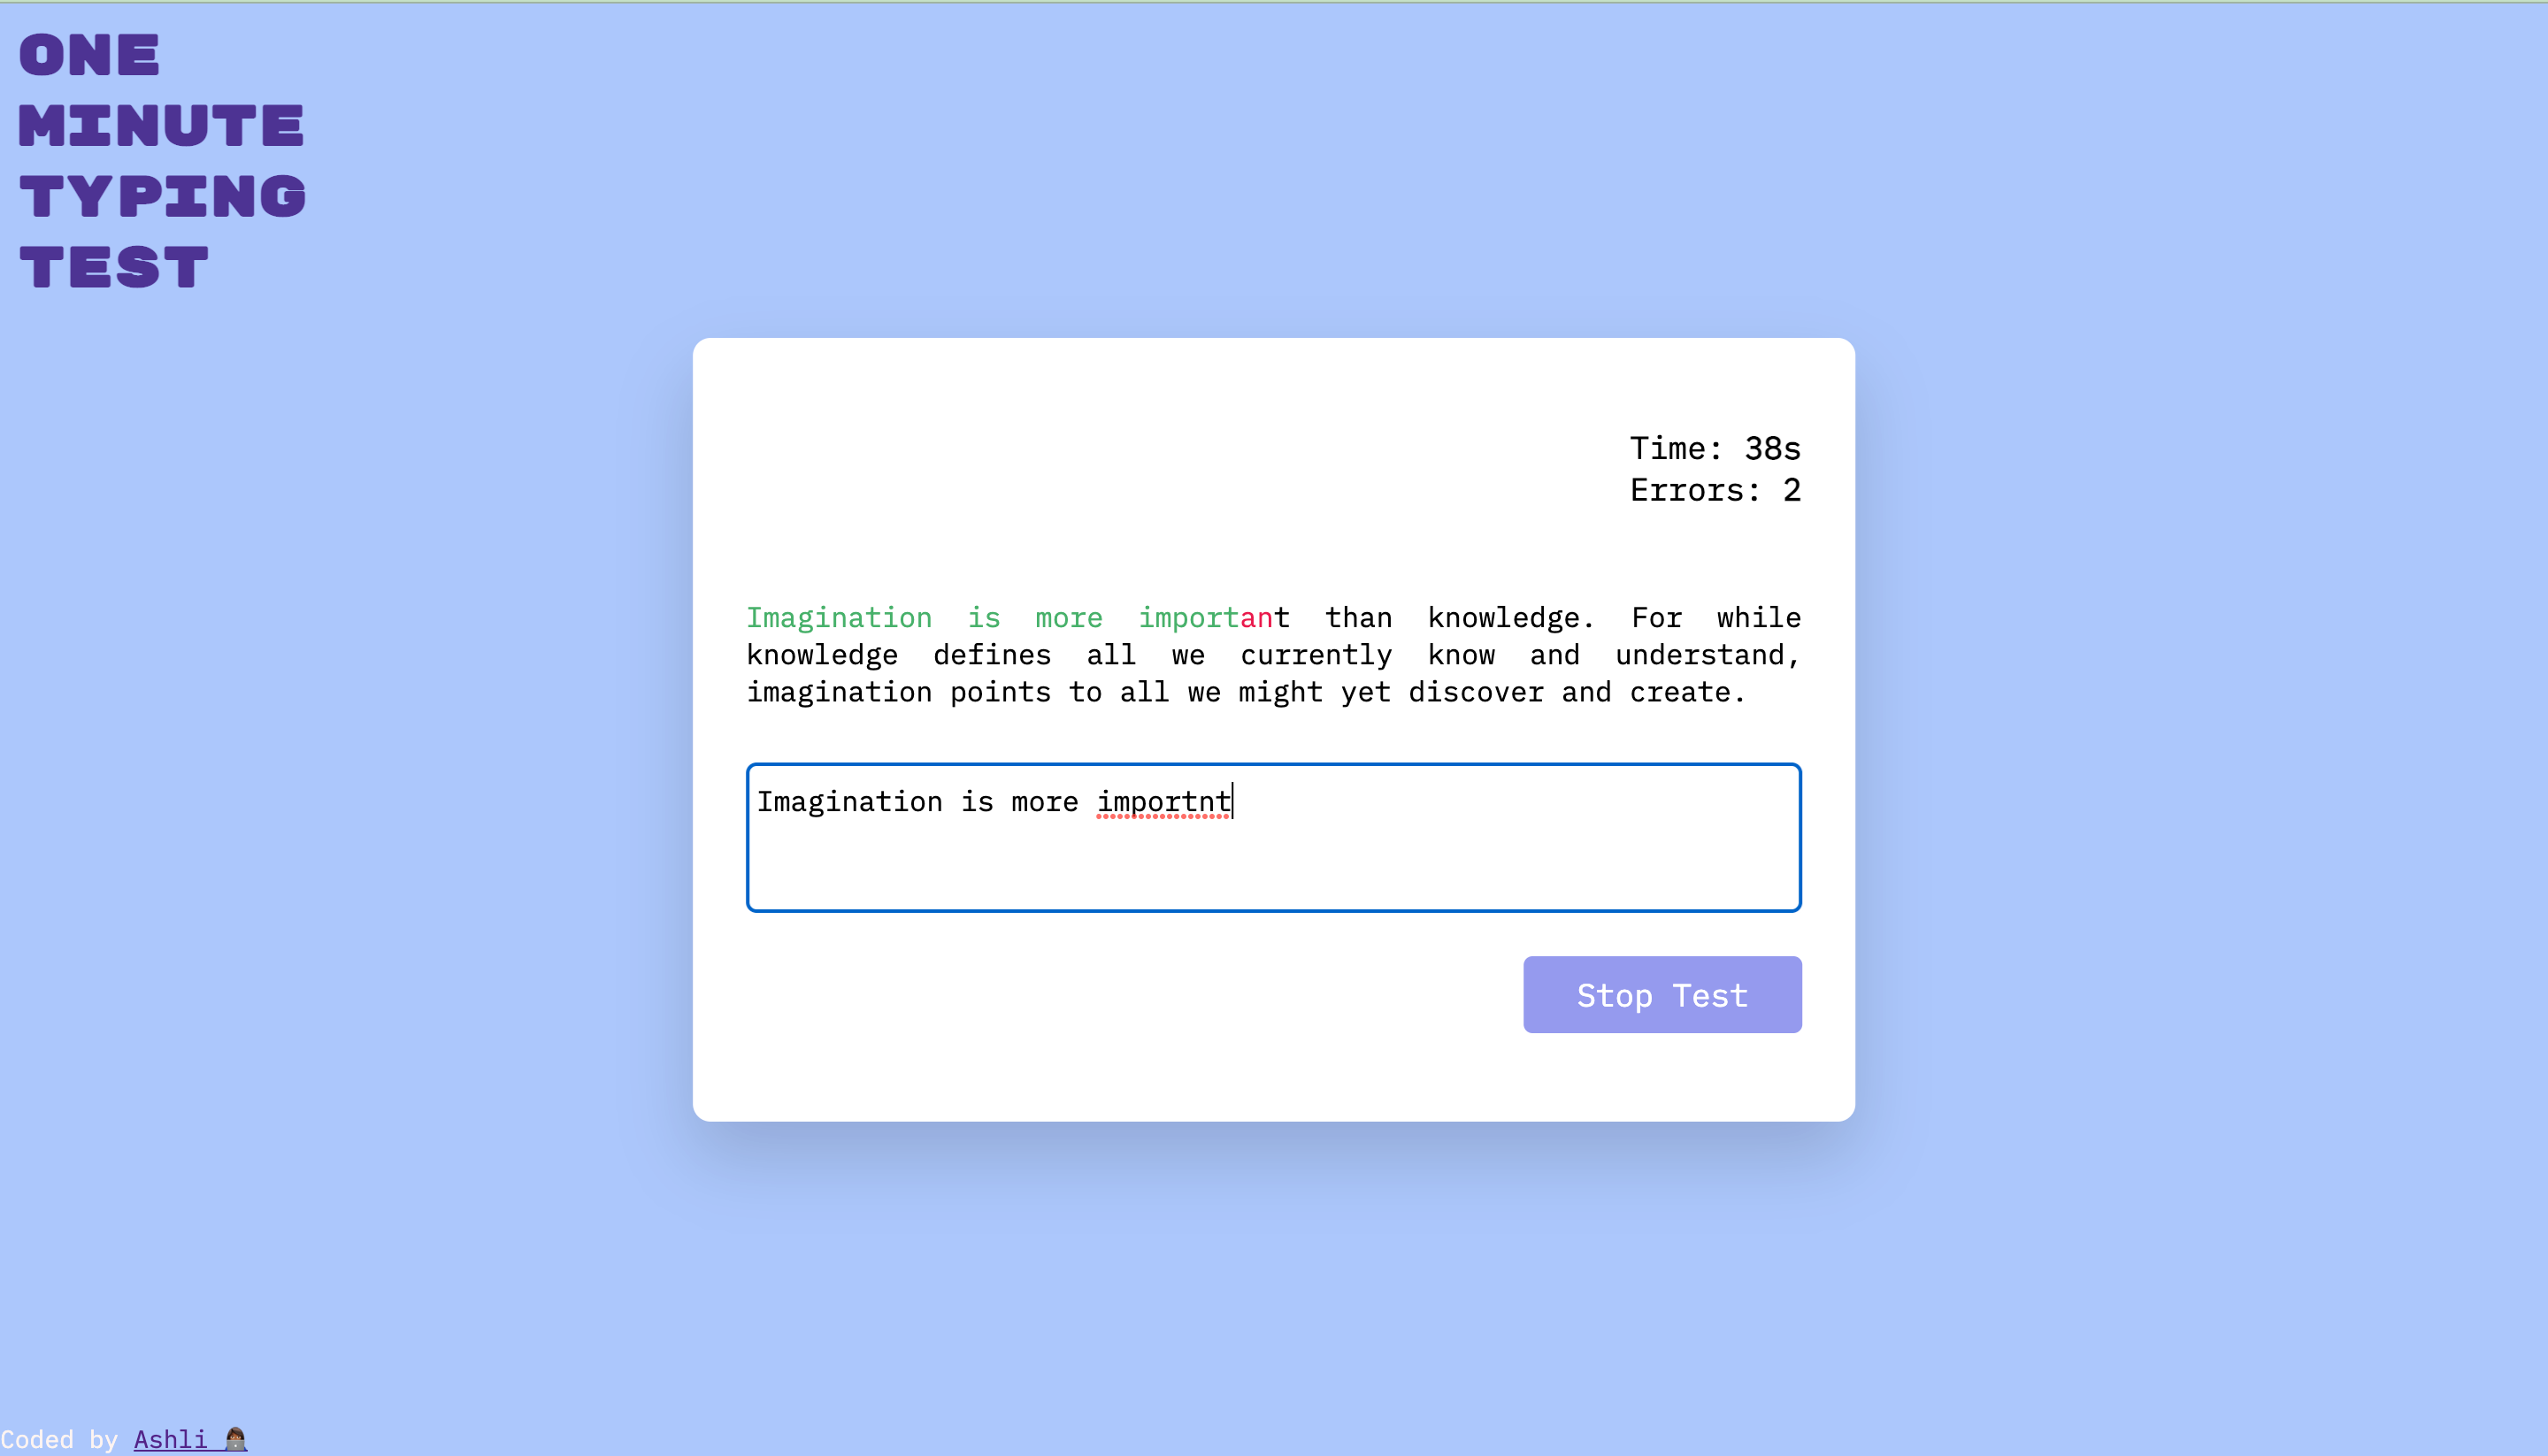 ONE
MINUTE
TYPING
TEST
Time: 38s
Errors: 2
Imagination is more important than knowledge. For while
knowledge defines all we currently know and understand,
imagination points to all we might yet discover and create.
Imagination is more importnt
Stop Test
Coded by Ashli 👩🏾‍💻